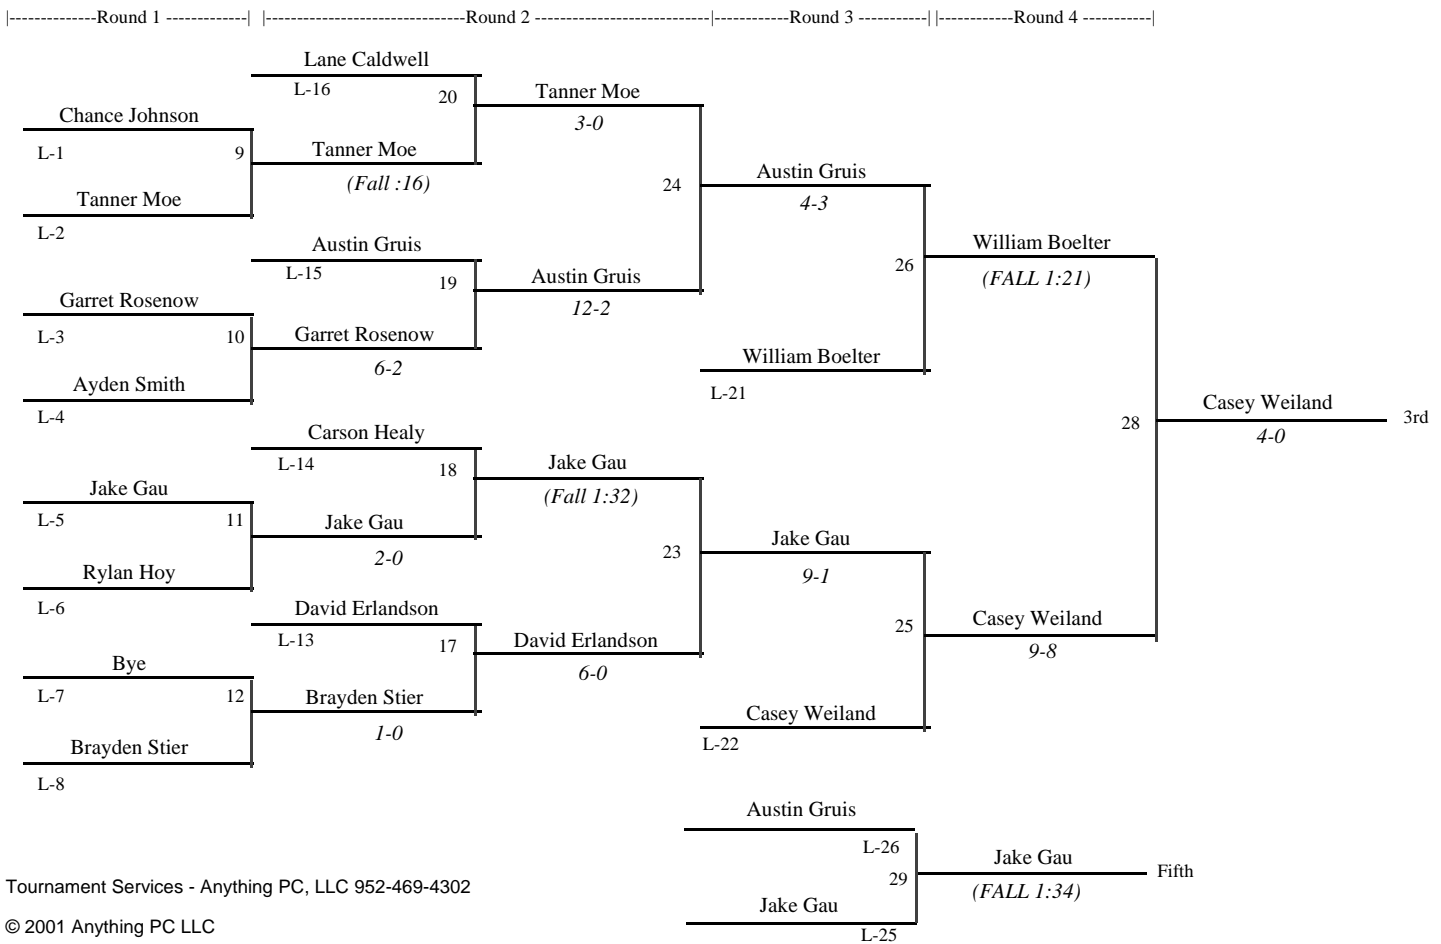 |--------------Round 1 -------------| |-----------------------------Round 2 -------------------------|------------Round 3 -----------| |------------Round 4 -----------|
Lane Caldwell
L-16
20
Tanner Moe
3-0
Chance Johnson
L-1
9
Tanner Moe
(Fall :16)
Tanner Moe
L-2
24
Austin Gruis
4-3
Austin Gruis
L-15
19
Austin Gruis
12-2
26
William Boelter
(FALL 1:21)
Garret Rosenow
L-3
10
Garret Rosenow
6-2
Ayden Smith
L-4
William Boelter
L-21
28
Casey Weiland
4-0
3rd
Carson Healy
L-14
18
Jake Gau
(Fall 1:32)
Jake Gau
L-5
11
Jake Gau
2-0
Rylan Hoy
L-6
23
Jake Gau
9-1
David Erlandson
L-13
17
David Erlandson
6-0
25
Casey Weiland
9-8
Bye
L-7
12
Brayden Stier
1-0
Brayden Stier
L-8
Casey Weiland
L-22
Austin Gruis
L-26
29
Jake Gau
(FALL 1:34)
Fifth
Jake Gau
L-25
Tournament Services - Anything PC, LLC 952-469-4302
© 2001 Anything PC LLC